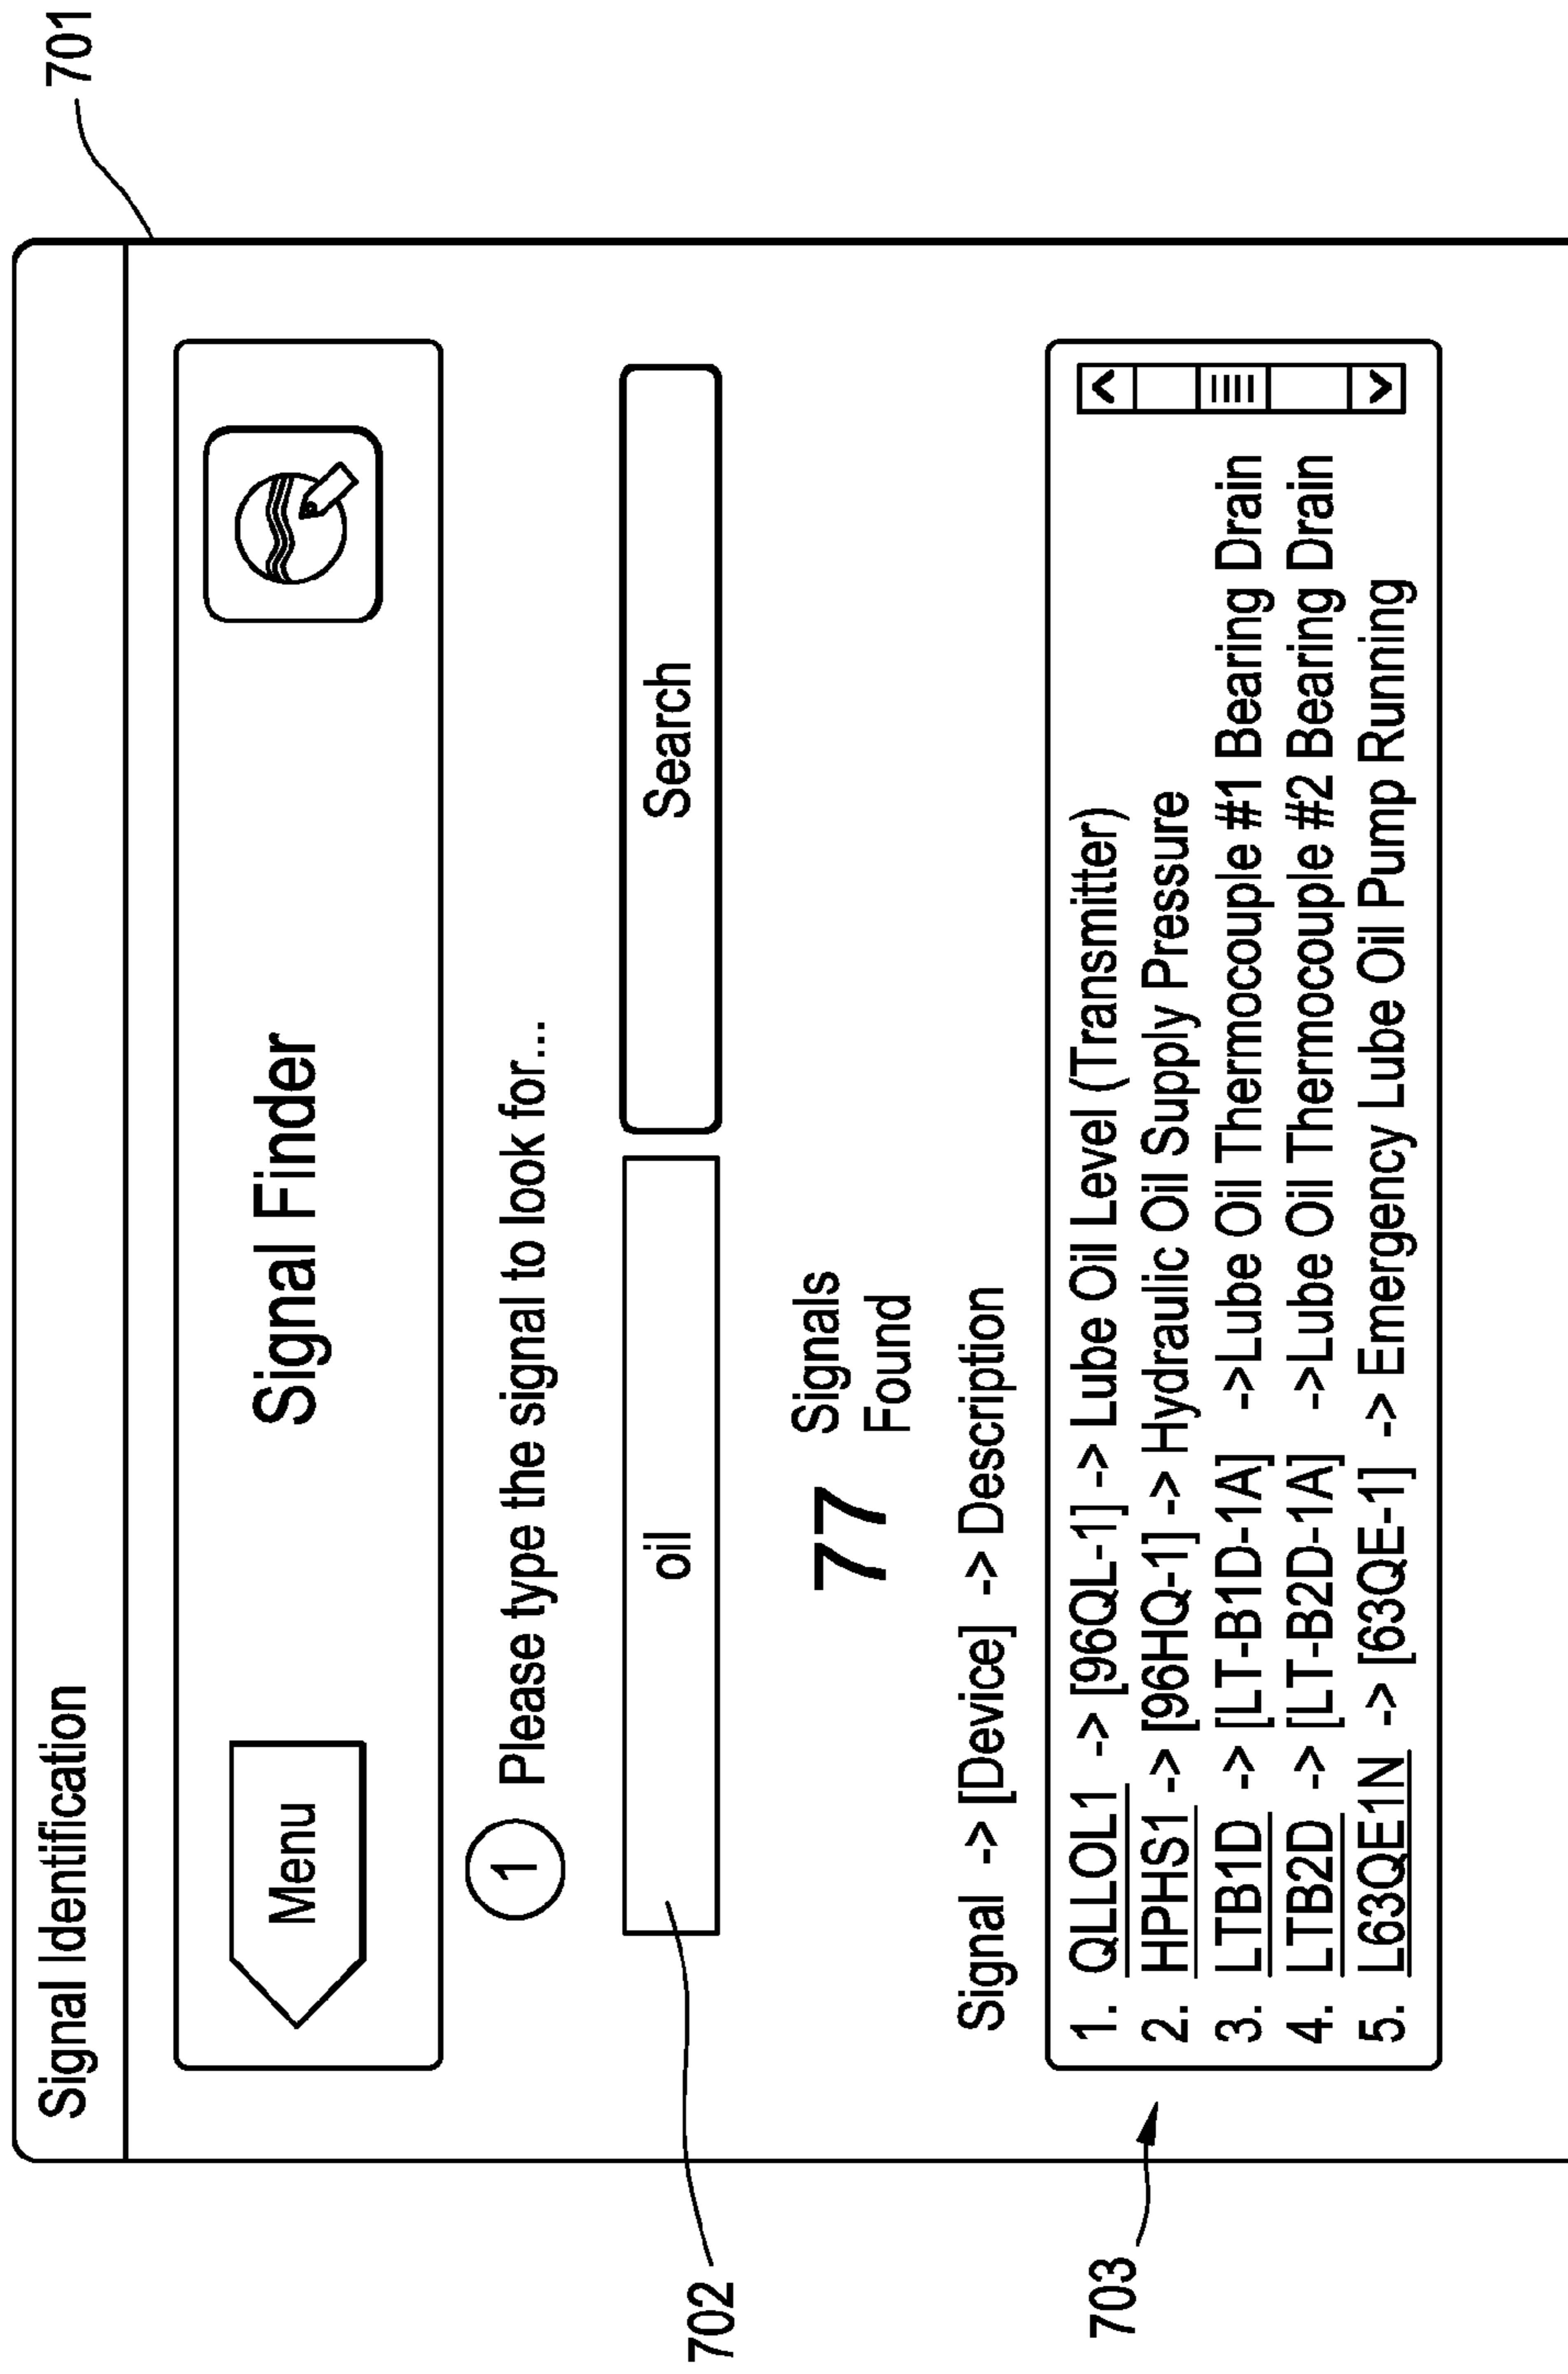 701
Signal Identification
Menu
Signal Finder
1 Please type the signal to look for...
oil
Search
702
77 Signals
Found
Signal -> [Device] -> Description
703
1. QLLOL1 -> [96QL-1] -> Lube Oil Level (Transmitter)
2. HPHS1 -> [96HQ-1] -> Hydraulic Oil Supply Pressure
3. LTB1D -> [LT-B1D-1A] ->Lube Oil Thermocouple #1 Bearing Drain
4. LTB2D -> [LT-B2D-1A] ->Lube Oil Thermocouple #2 Bearing Drain
5. L63QE1N -> [63QE-1] -> Emergency Lube Oil Pump Running